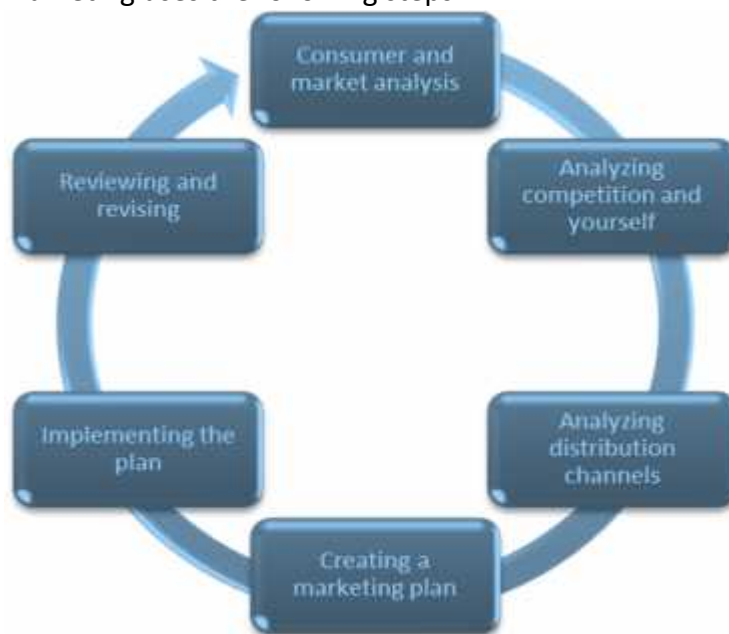 Consumer and
market analysis
Analyzing
competition and
yourself
Analyzing
distribution
channels
Creating a
marketing plan
Implementing the
plan
Reviewing and
revising